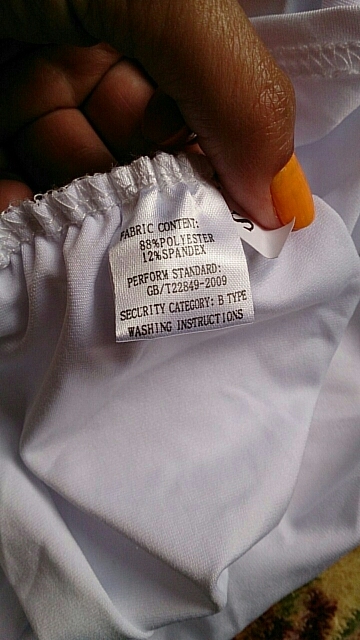 FABRIC CONTENT:
88%POLYESTER
12%SPANDEX
PERFORM STANDARD:
GB/T22849-2009
SECURITY CATEGORY: B TYPE
WASHING INSTRUCTIONS
S